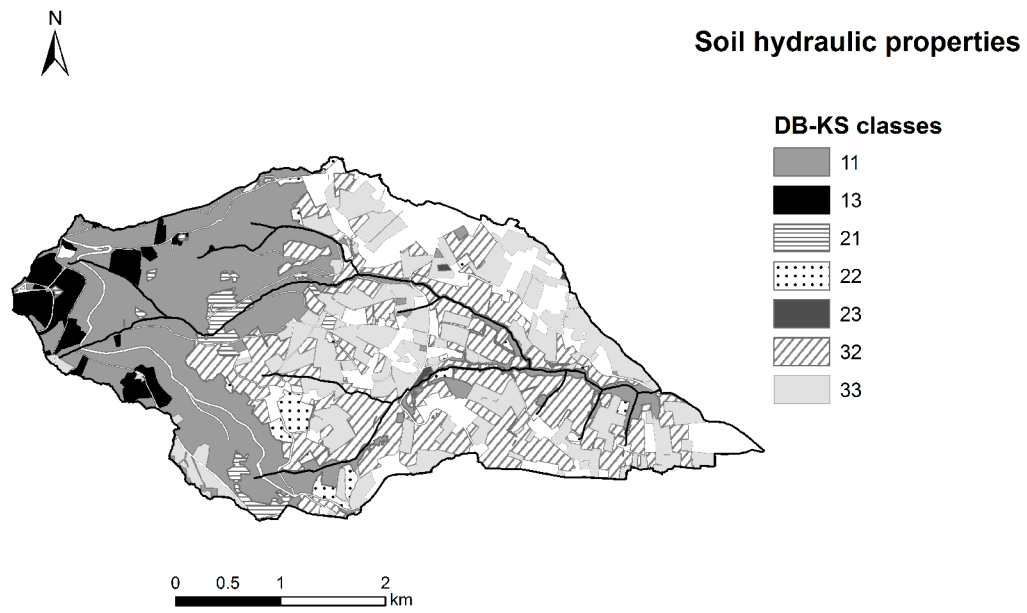 N
Soil hydraulic properties
DB-KS classes
11
13
21
22
23
32
33
0 0.5 1 2
km